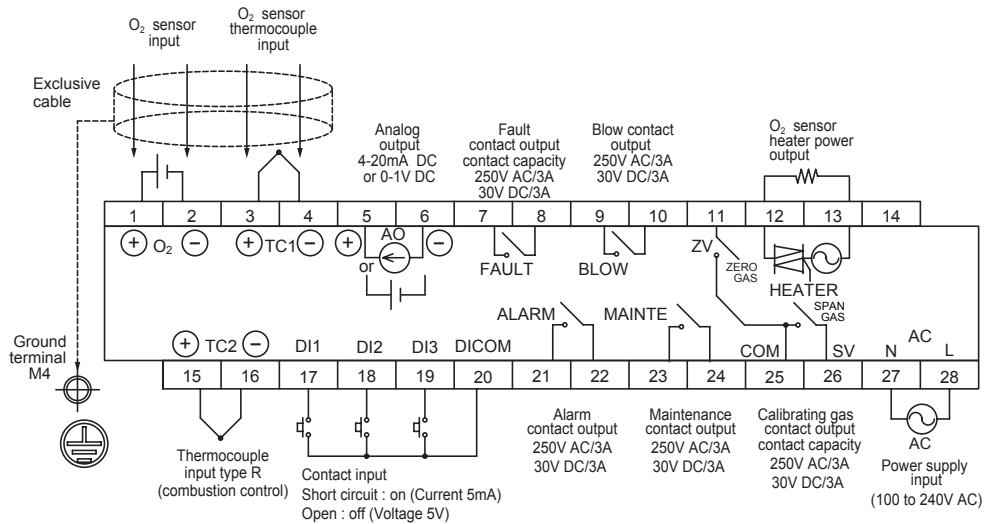 O₂ sensor
input
O₂ sensor
thermocouple
input
Exclusive
cable
Analog
output
4-20mA DC
or 0-1V DC
Fault
contact output
contact capacity
250V AC/3A
30V DC/3A
Blow contact
output
250V AC/3A
30V DC/3A
O₂ sensor
heater power
output
1 2 3 4 5 6 7 8 9 10 11 12 13 14
+ O₂ − + TC1 − + AO −
or
FAULT
BLOW
ZV
ZERO
GAS
HEATER
SPAN
GAS
ALARM
MAINTE
Ground
terminal
M4
+ TC2 − DI1 DI2 DI3 DICOM COM SV N AC L
15 16 17 18 19 20 21 22 23 24 25 26 27 28
Thermocouple
input type R
(combustion control)
Contact input
Short circuit : on (Current 5mA)
Open : off (Voltage 5V)
Alarm
contact output
250V AC/3A
30V DC/3A
Maintenance
contact output
250V AC/3A
30V DC/3A
Calibrating gas
contact output
contact capacity
250V AC/3A
30V DC/3A
AC
Power supply
input
(100 to 240V AC)